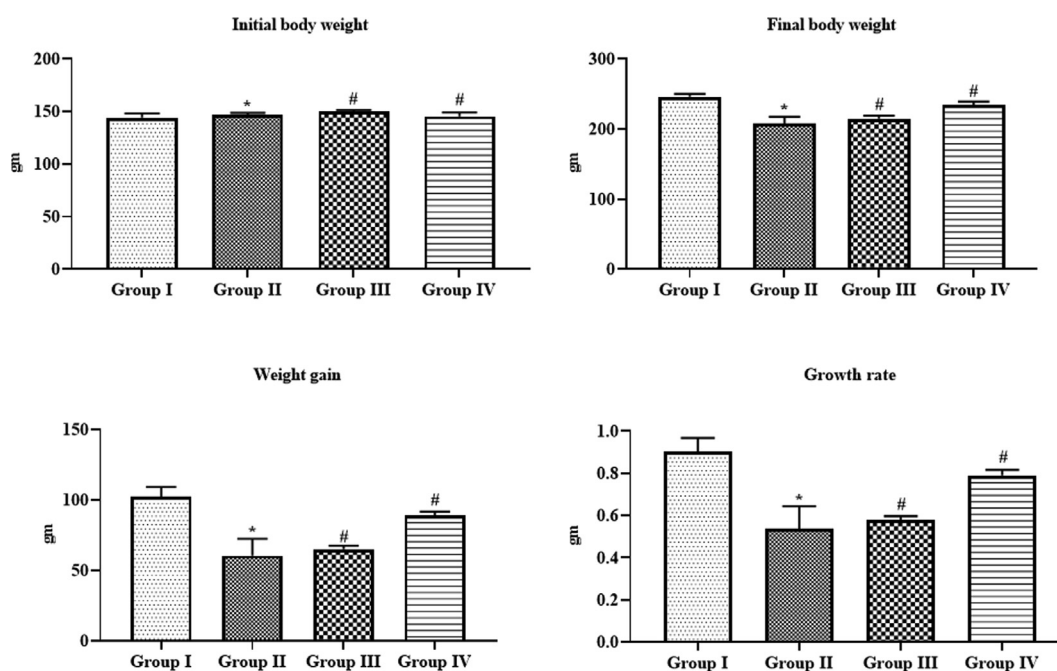 Initial body weight
200
150
100
50
0
gm
* # #
Group I Group II Group III Group IV
Final body weight
300
200
100
0
gm
* # #
Group I Group II Group III Group IV
Weight gain
150
100
50
0
gm
* # #
Group I Group II Group III Group IV
Growth rate
1.0
0.8
0.6
0.4
0.2
0.0
gm
* # #
Group I Group II Group III Group IV